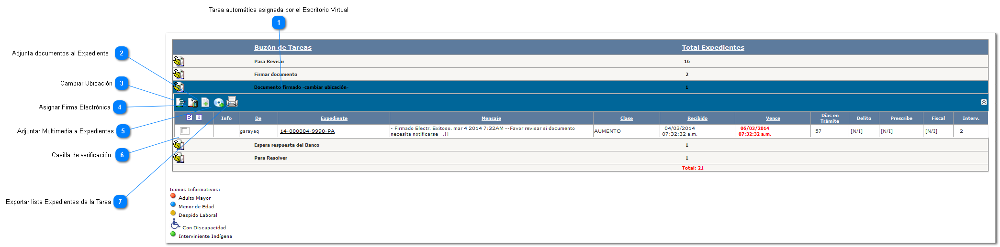 Tarea automática asignada por el Escritorio Virtual
1
Adjunta documentos al Expediente 2
Cambiar Ubicación 3
Asignar Firma Electrónica 4
Adjuntar Multimedia a Expedientes 5
Casilla de verificación 6
Exportar lista Expedientes de la Tarea 7
Buzón de Tareas Total Expedientes
Para Revisar 16
Firmar documento 2
Documento firmado -cambiar ubicación- 1
Info De Expediente Mensaje Clase Recibido Vence Días en Trámite Delito Prescribe Fiscal Interv.
garayaq 14-000004-9990-PA - Firmado Electr. Exitoso. mar 4 2014 7:32AM --Favor revisar si documento AUMENTO 04/03/2014 06/03/2014 57 [N/I] [N/I] [N/I] 2
necesita notificarse--.!! 07:32:32 a.m. 07:32:32 a.m.
Espera respuesta del Banco 1
Para Resolver 1
Total: 21
Iconos Informativos:
Adulto Mayor
Menor de Edad
Despido Laboral
Con Discapacidad
Interviniente Indígena